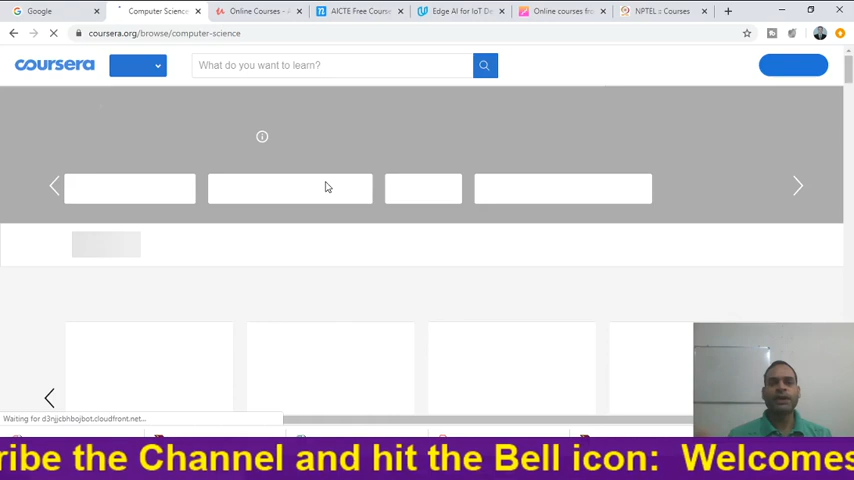 Google
Computer Science
Online Courses - A
AICTE Free Course
Edge AI for IoT De
Online courses fro
NPTEL :: Courses
coursera.org/browse/computer-science
coursera
What do you want to learn?
Waiting for d3njjcbhbojbot.cloudfront.net...
ribe the Channel and hit the Bell icon: Welcomes